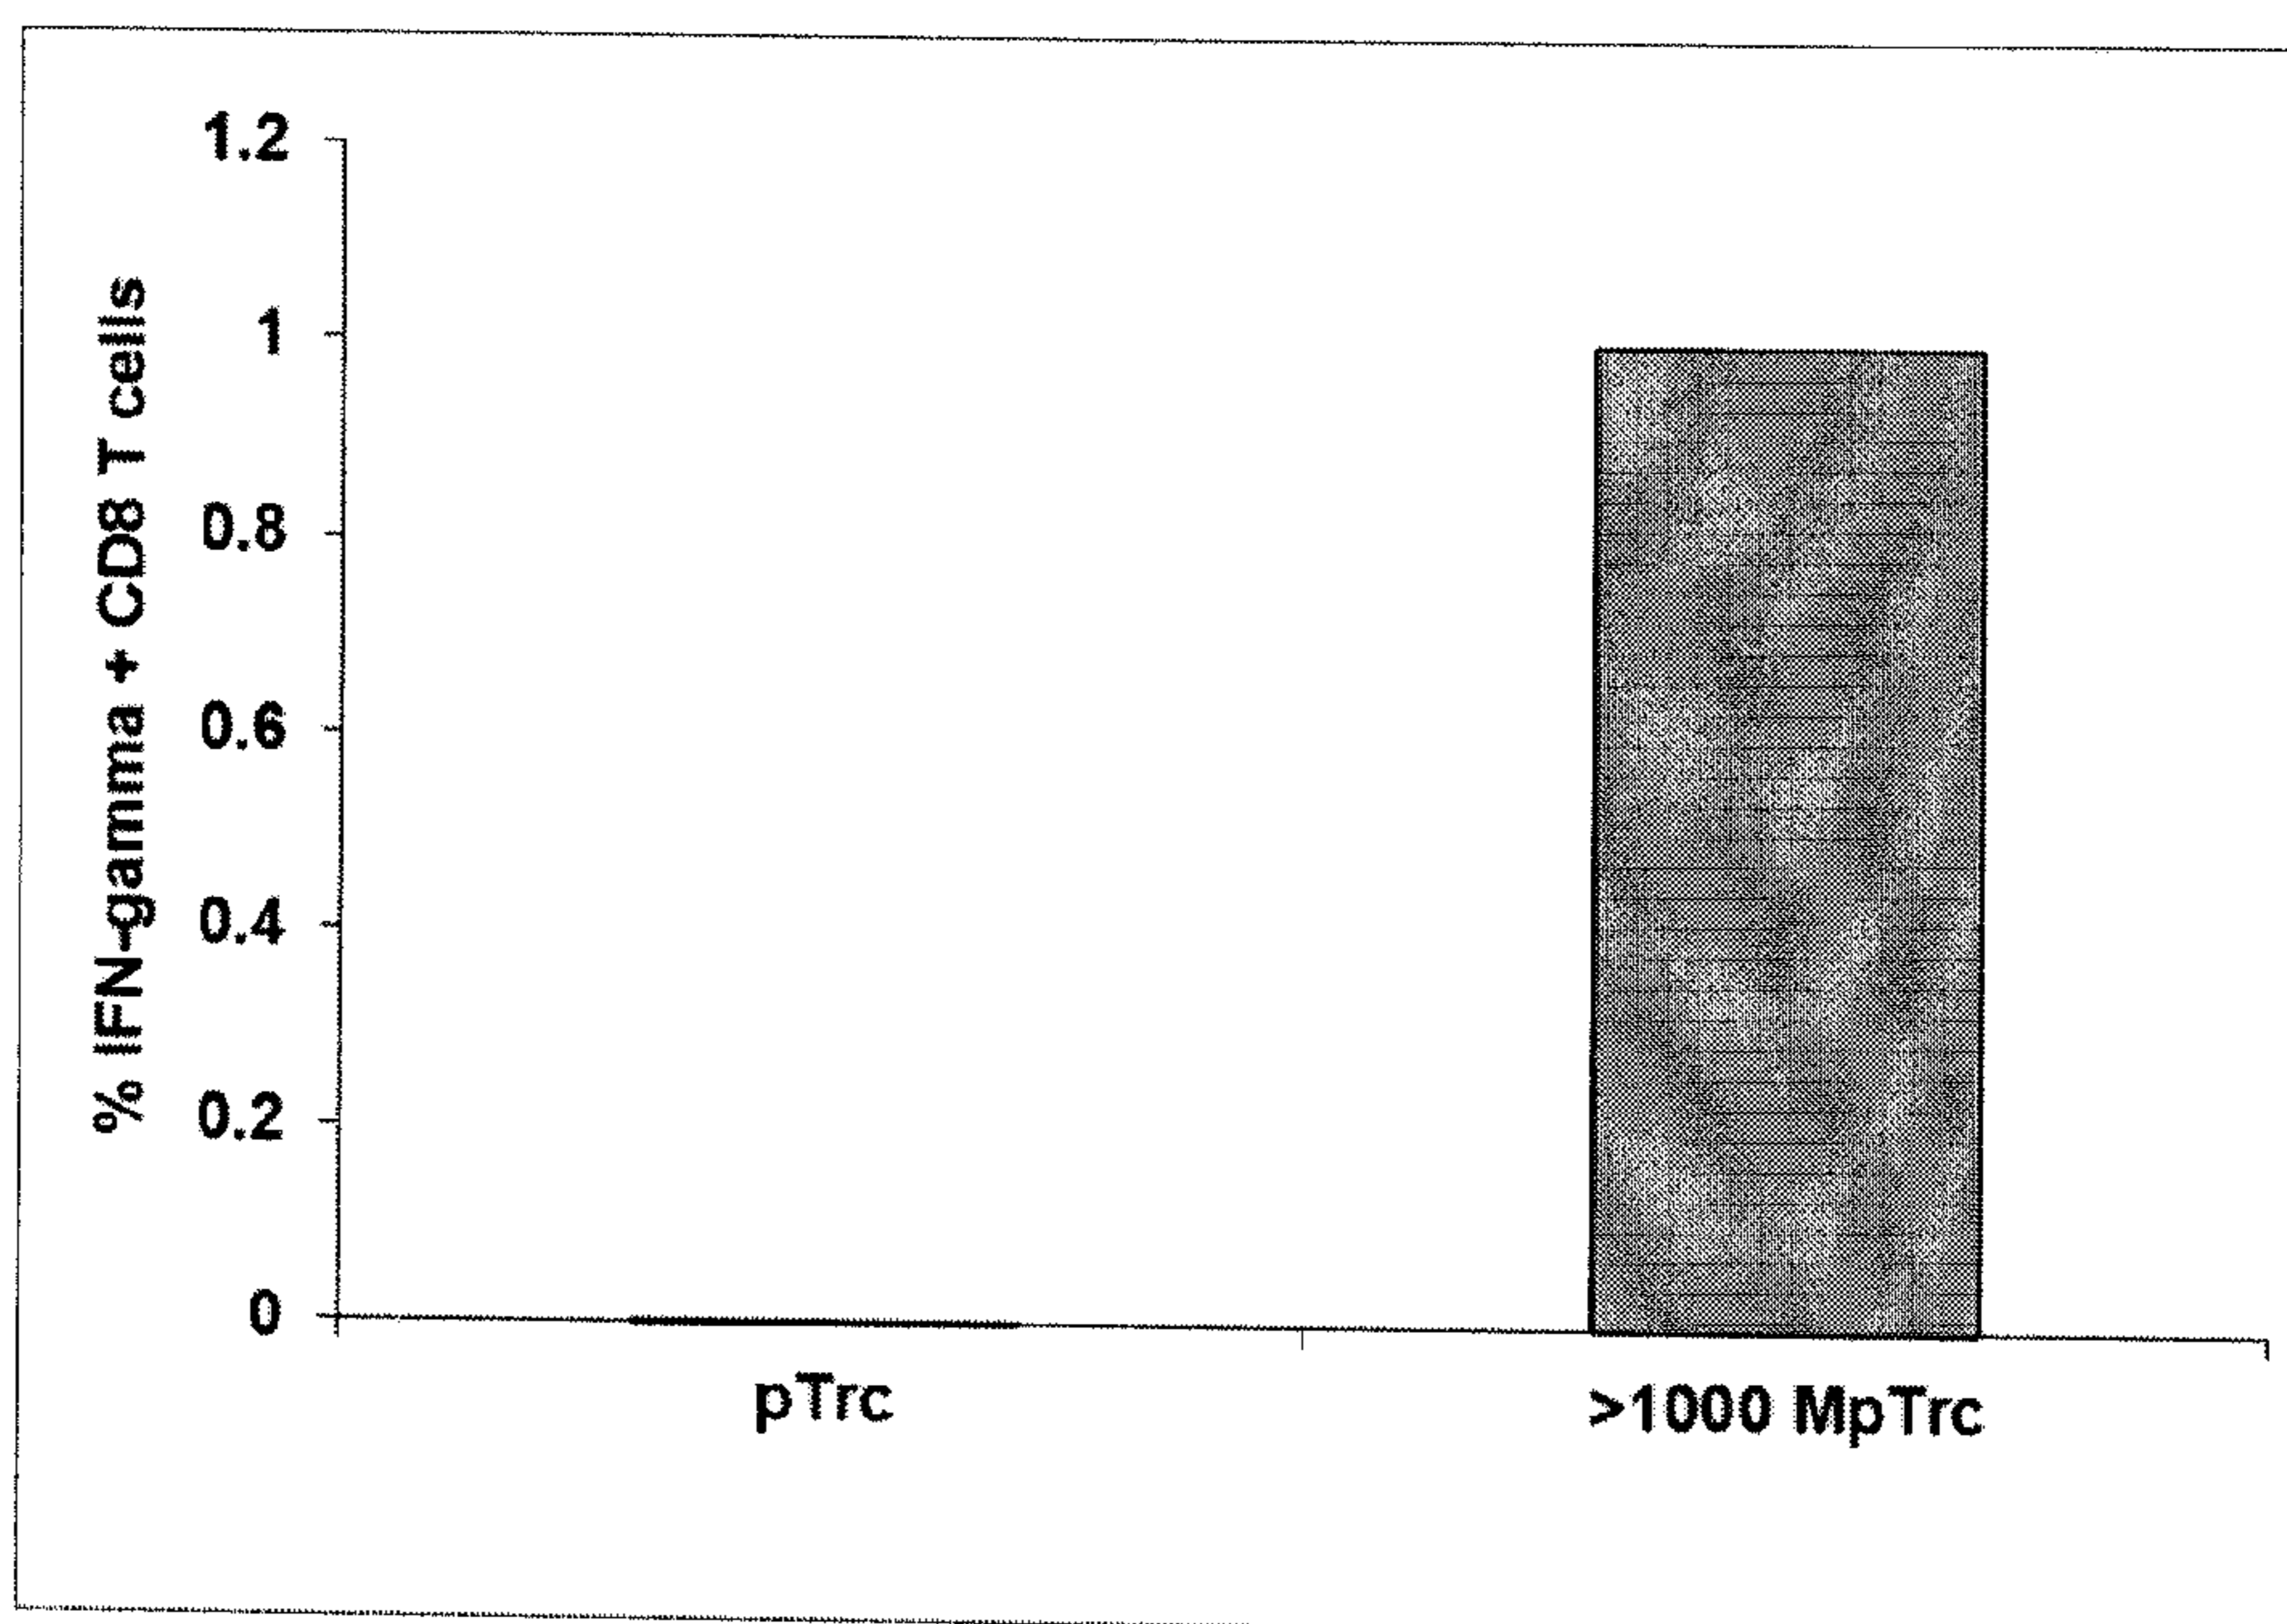 % IFN-gamma + CD8 T cells
1.2
1
0.8
0.6
0.4
0.2
0
pTrc
>1000 MpTrc